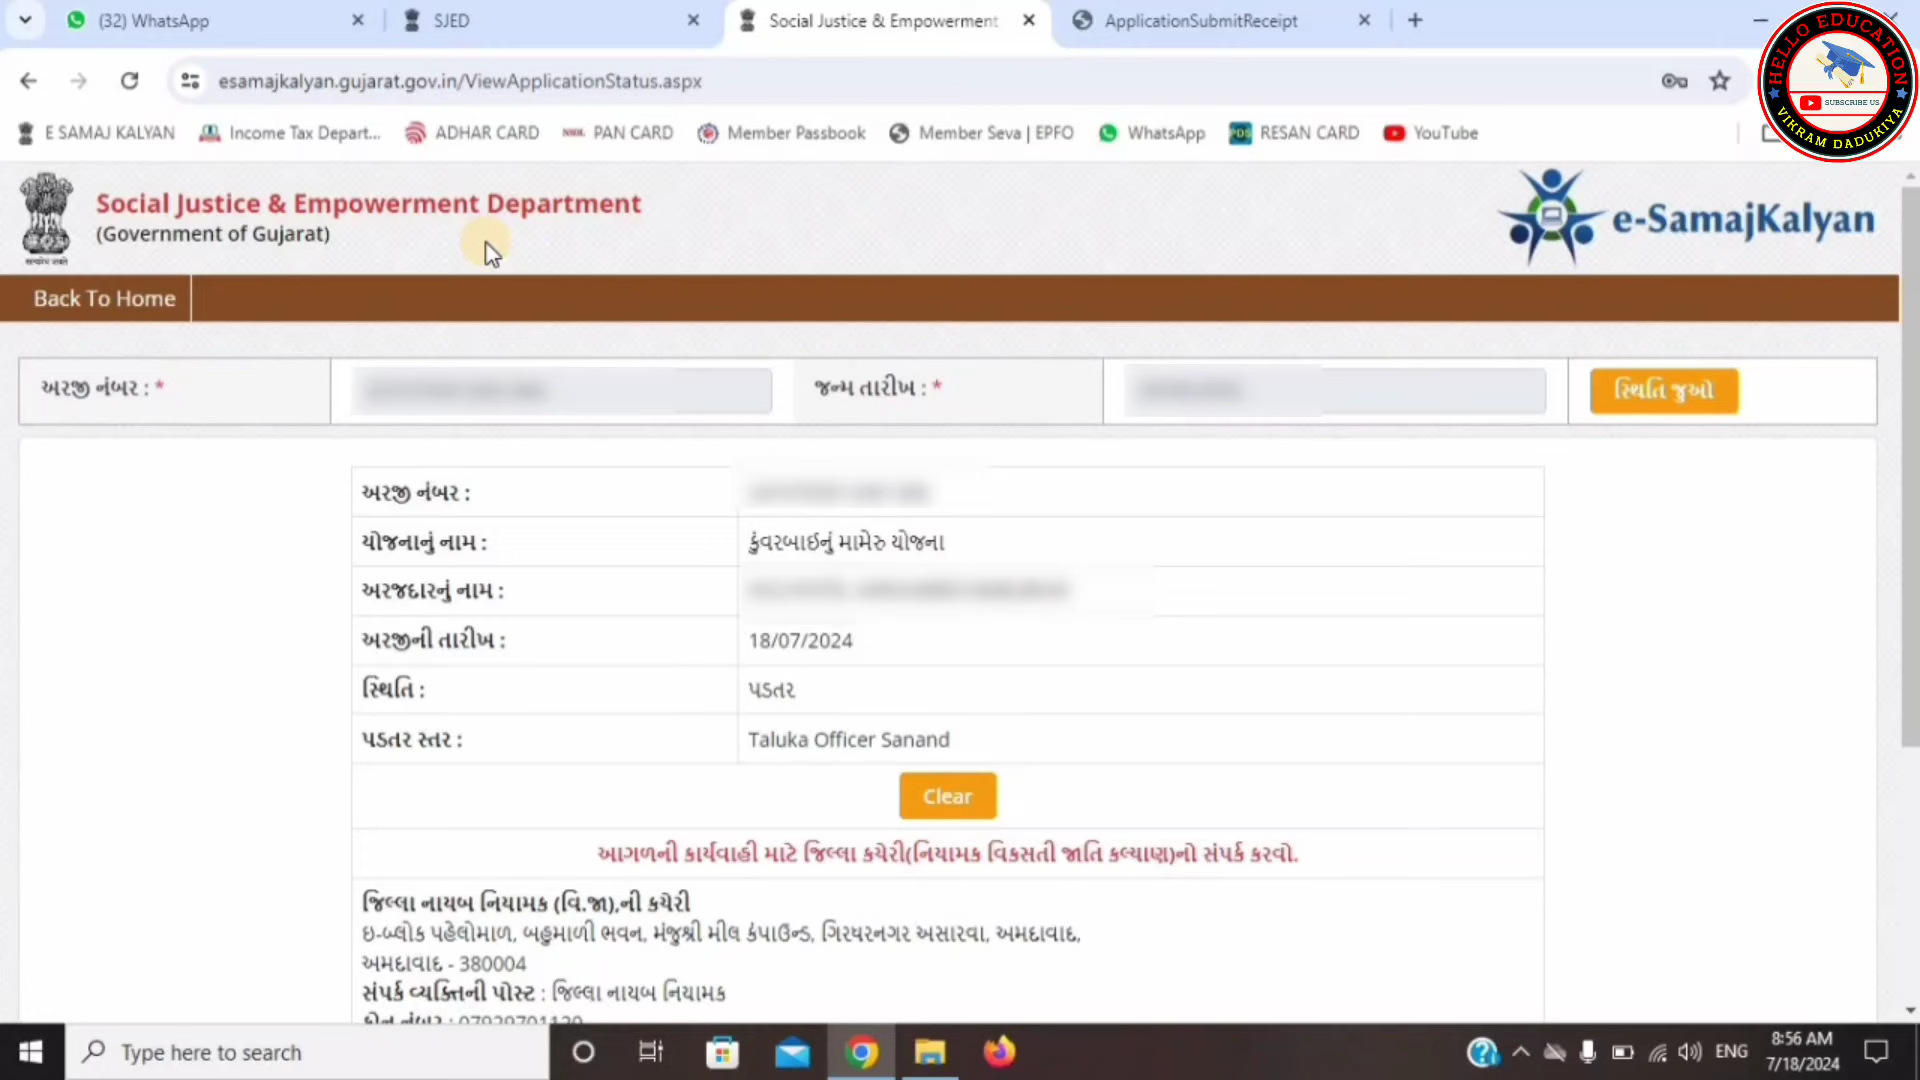 (32) WhatsApp
SJED
Social Justice & Empowerment
ApplicationSubmitReceipt
esamajkalyan.gujarat.gov.in/ViewApplicationStatus.aspx
E SAMAJ KALYAN
Income Tax Depart...
ADHAR CARD
PAN CARD
Member Passbook
Member Seva | EPFO
WhatsApp
RESAN CARD
YouTube
HELLO EDUCATION
SUBSCRIBE US
VIKRAM DADUKIYA
Social Justice & Empowerment Department
(Government of Gujarat)
e-SamajKalyan
Back To Home
અરજી નંબર : *
જન્મ તારીખ : *
સ્થિતિ જુઓ
અરજી નંબર :
યોજનાનું નામ : કુંવરબાઈનું મામેરુ યોજના
અરજદારનું નામ :
અરજીની તારીખ : 18/07/2024
સ્થિતિ : પડતર
પડતર સ્તર : Taluka Officer Sanand
Clear
આગળની કાર્યવાહી માટે જિલ્લા કચેરી(નિયામક વિકસતી જાતિ કલ્યાણ)નો સંપર્ક કરવો.
જિલ્લા નાયબ નિયામક (વિ.જા),ની કચેરી
ઇ-બ્લોક પહેલોમાળ, બહુમાળી ભવન, મંજુશ્રી મીલ કંપાઉન્ડ, ગિરધરનગર અસારવા, અમદાવાદ,
અમદાવાદ - 380004
સંપર્ક વ્યક્તિની પોસ્ટ : જિલ્લા નાયબ નિયામક
Type here to search
ENG
8:56 AM
7/18/2024